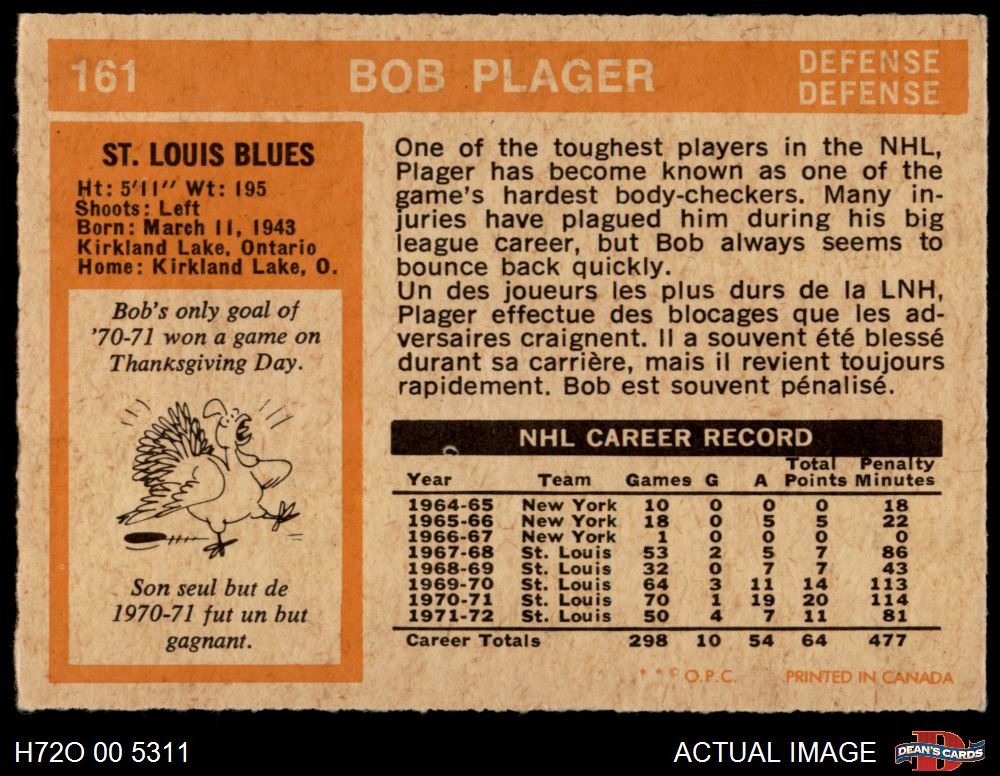 161 BOB PLAGER DEFENSE
DEFENSE
ST. LOUIS BLUES
Ht: 5'11" Wt: 195
Shoots: Left
Born: March 11, 1943
Kirkland Lake, Ontario
Home: Kirkland Lake, O.
Bob's only goal of
'70-71 won a game on
Thanksgiving Day.
Son seul but de
1970-71 fut un but
gagnant.
One of the toughest players in the NHL,
Plager has become known as one of the
game's hardest body-checkers. Many in-
juries have plagued him during his big
league career, but Bob always seems to
bounce back quickly.
Un des joueurs les plus durs de la LNH,
Plager effectue des blocages que les ad-
versaires craignent. Il a souvent été blessé
durant sa carrière, mais il revient toujours
rapidement. Bob est souvent pénalisé.
NHL CAREER RECORD
Total Penalty
Year Team Games G A Points Minutes
1964-65 New York 10 0 0 0 18
1965-66 New York 18 0 5 5 22
1966-67 New York 1 0 0 0 0
1967-68 St. Louis 53 2 5 7 86
1968-69 St. Louis 32 0 7 7 43
1969-70 St. Louis 64 3 11 14 113
1970-71 St. Louis 70 1 19 20 114
1971-72 St. Louis 50 4 7 11 81
Career Totals 298 10 54 64 477
* * © O.P.C. PRINTED IN CANADA
H72O 00 5311 ACTUAL IMAGE DEAN'S CARDS